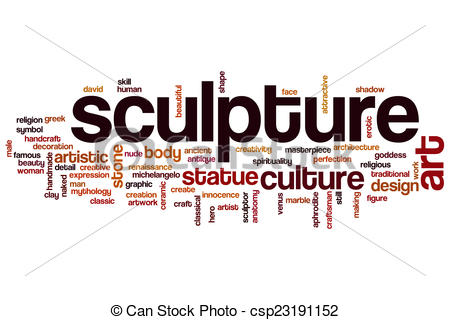 skill
david human
shape
face
shadow
beautiful
attractive
sculpture
erotic
religion greek
symbol
handcraft
decoration
male
famous artistic
beauty detail creative
woman
handmade
expression
naked man
clay mythology
classic
stone
nude body ancient
antique
renaissance
michelangelo
graphic
creation
artwork
ceramic
create
craft
classical
innocence
hero artist
sculptor
anatomy
creativity masterpiece architecture
spirituality perfection
statue culture
goddess
religious
traditional
design
figure
work
art
venus
marble
aphrodite
craftsman
still
making
© Can Stock Photo
© Can Stock Photo - csp23191152